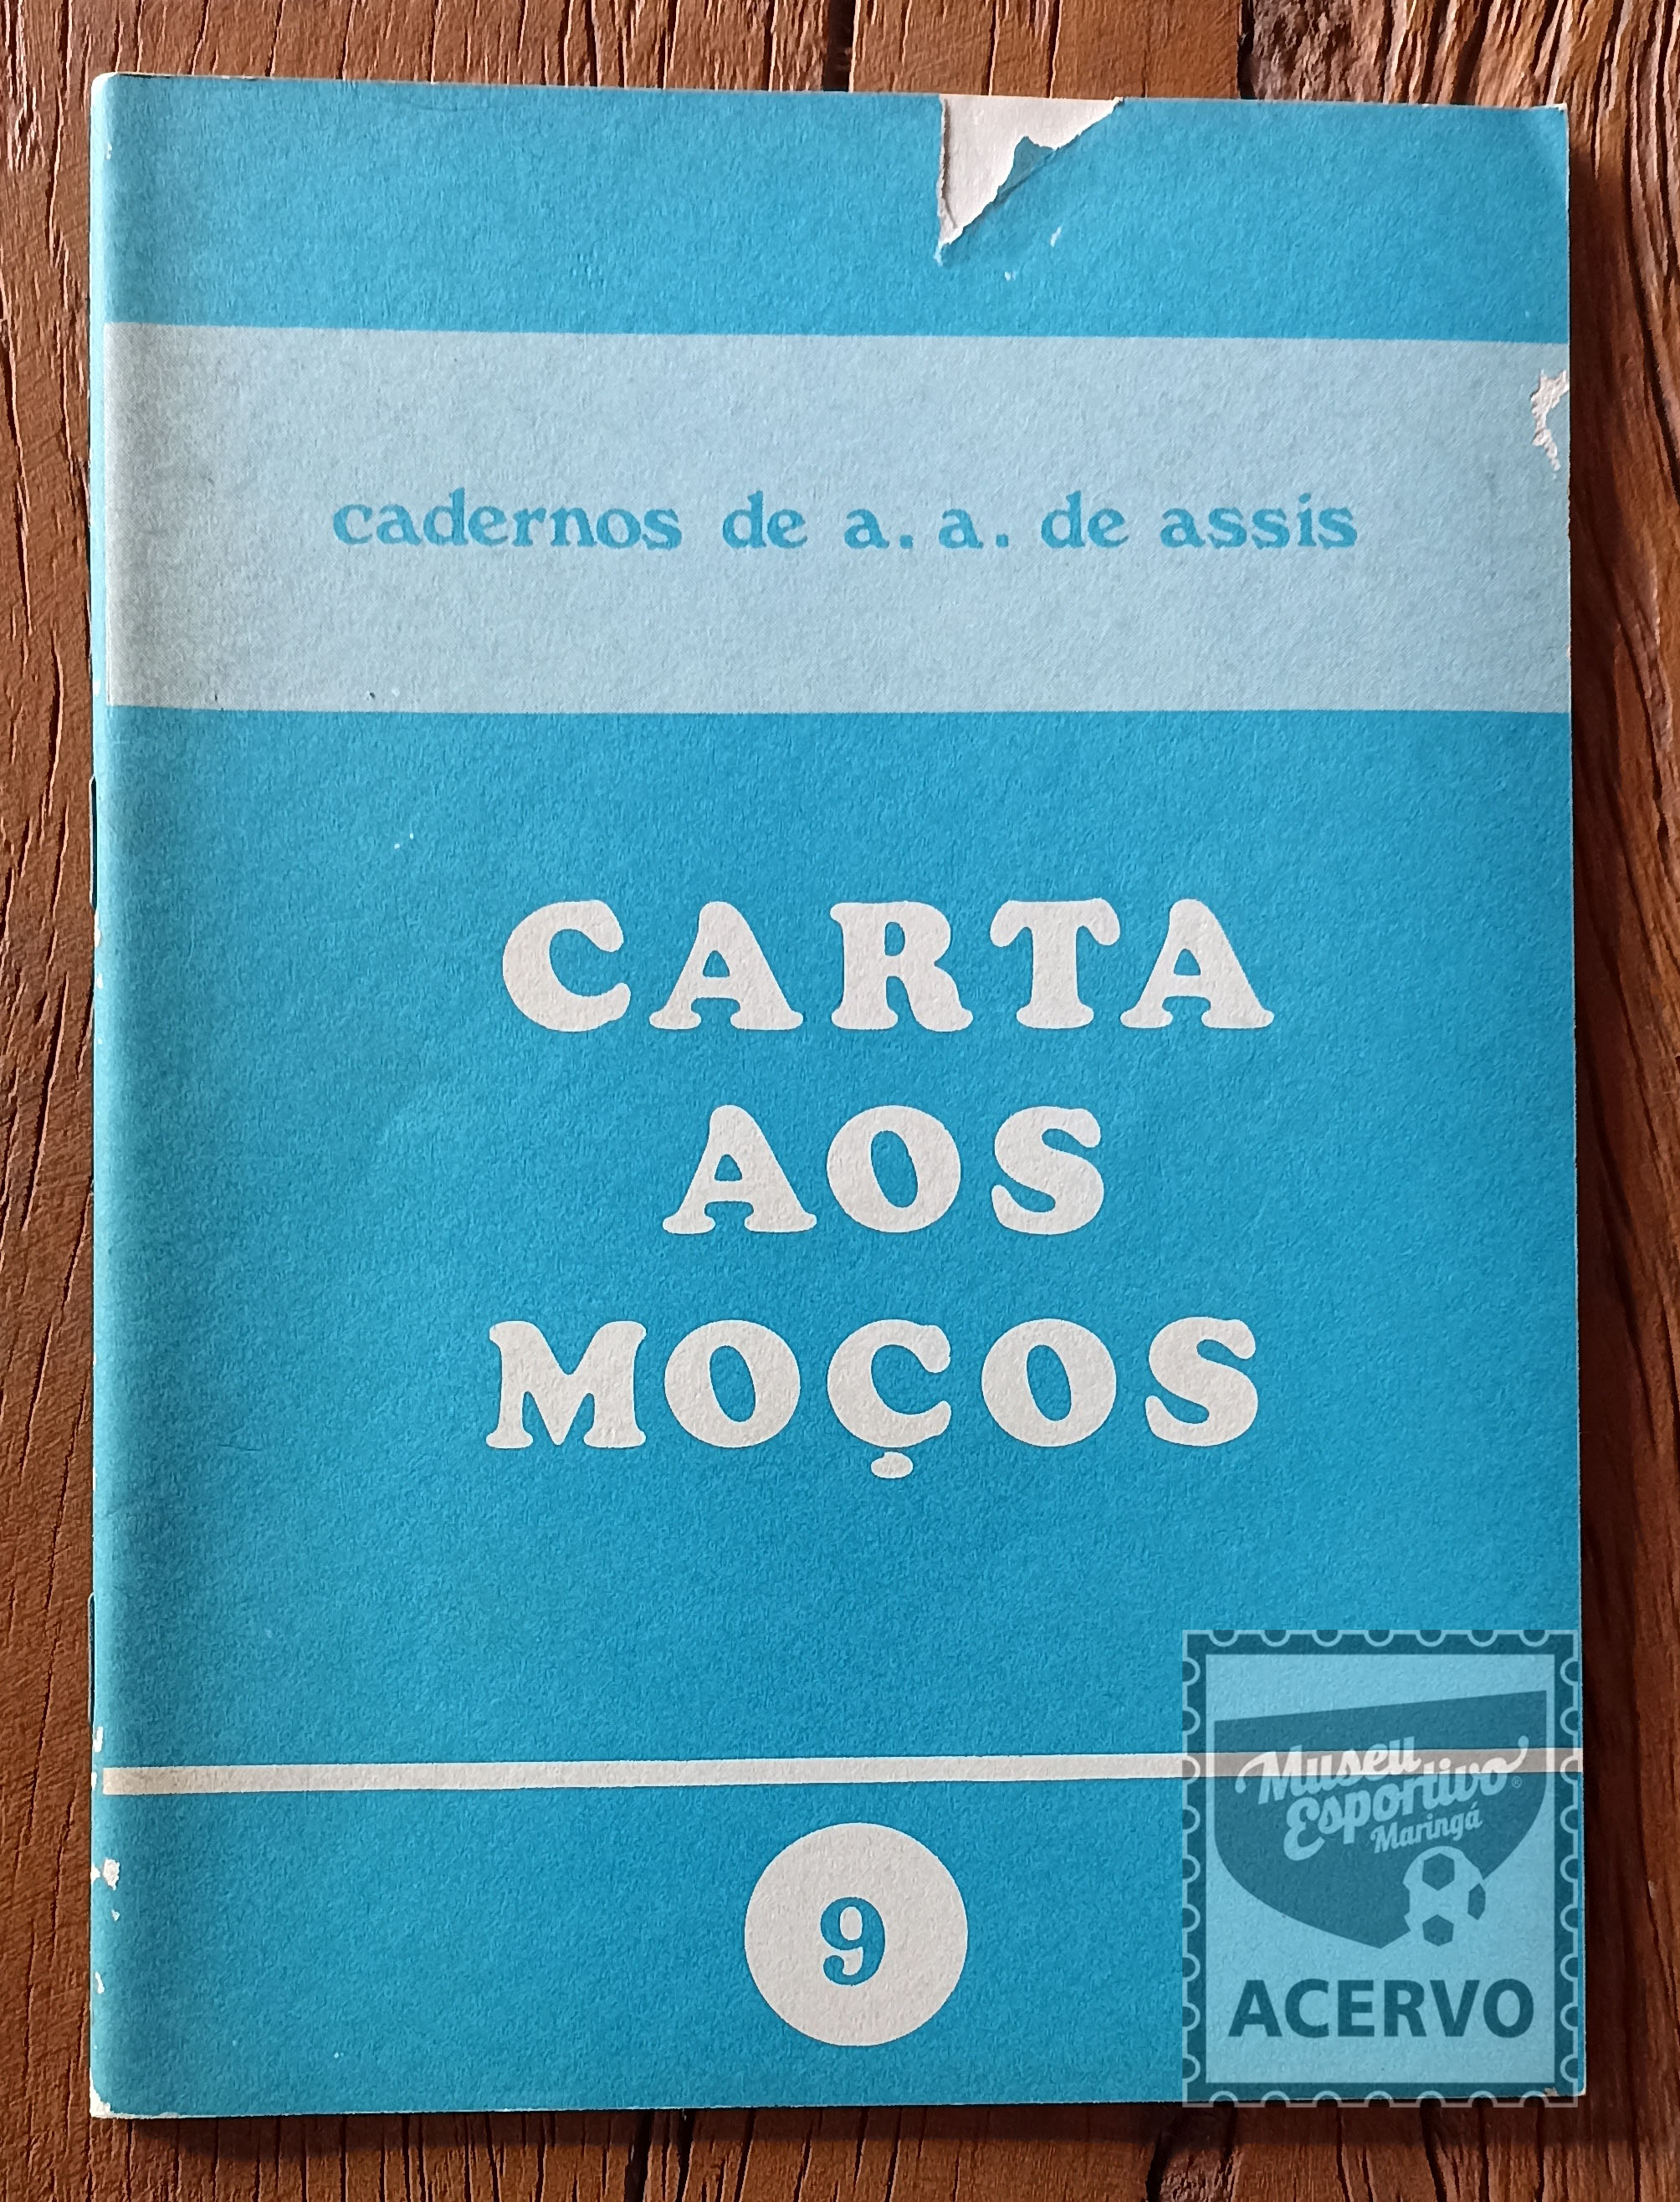 cadernos de a. a. de assis
CARTA
AOS
MOÇOS
9
Museu
Esportivo®
Maringá
ACERVO